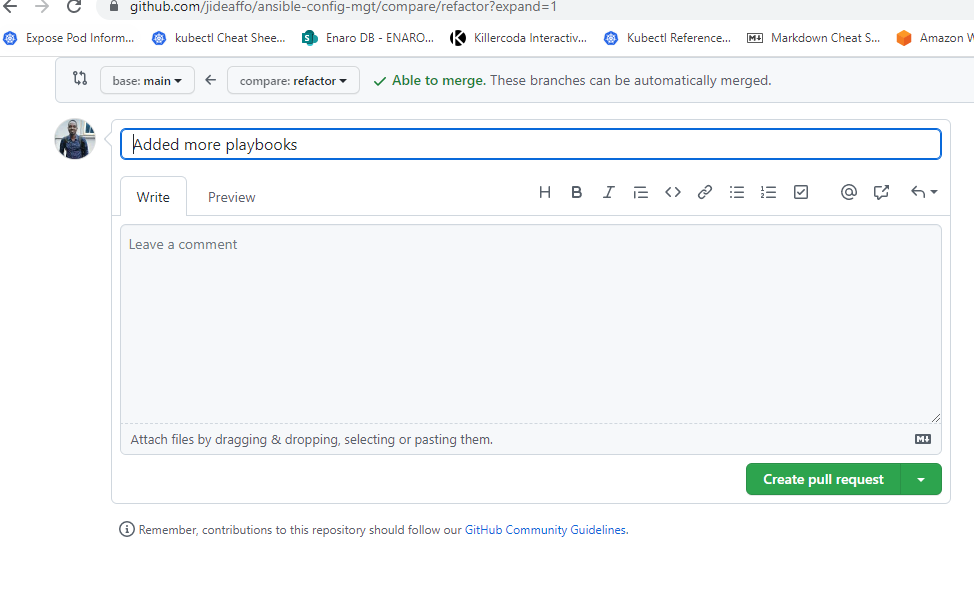 github.com/jideaffo/ansible-config-mgt/compare/refactor?expand=1
Expose Pod Inform... kubectl Cheat Shee... Enaro DB - ENARO... Killercoda Interactiv... Kubectl Reference... Markdown Cheat S... Amazon W
base: main compare: refactor Able to merge. These branches can be automatically merged.
Added more playbooks
Write Preview H B I
Leave a comment
Attach files by dragging & dropping, selecting or pasting them.
Create pull request
Remember, contributions to this repository should follow our GitHub Community Guidelines.